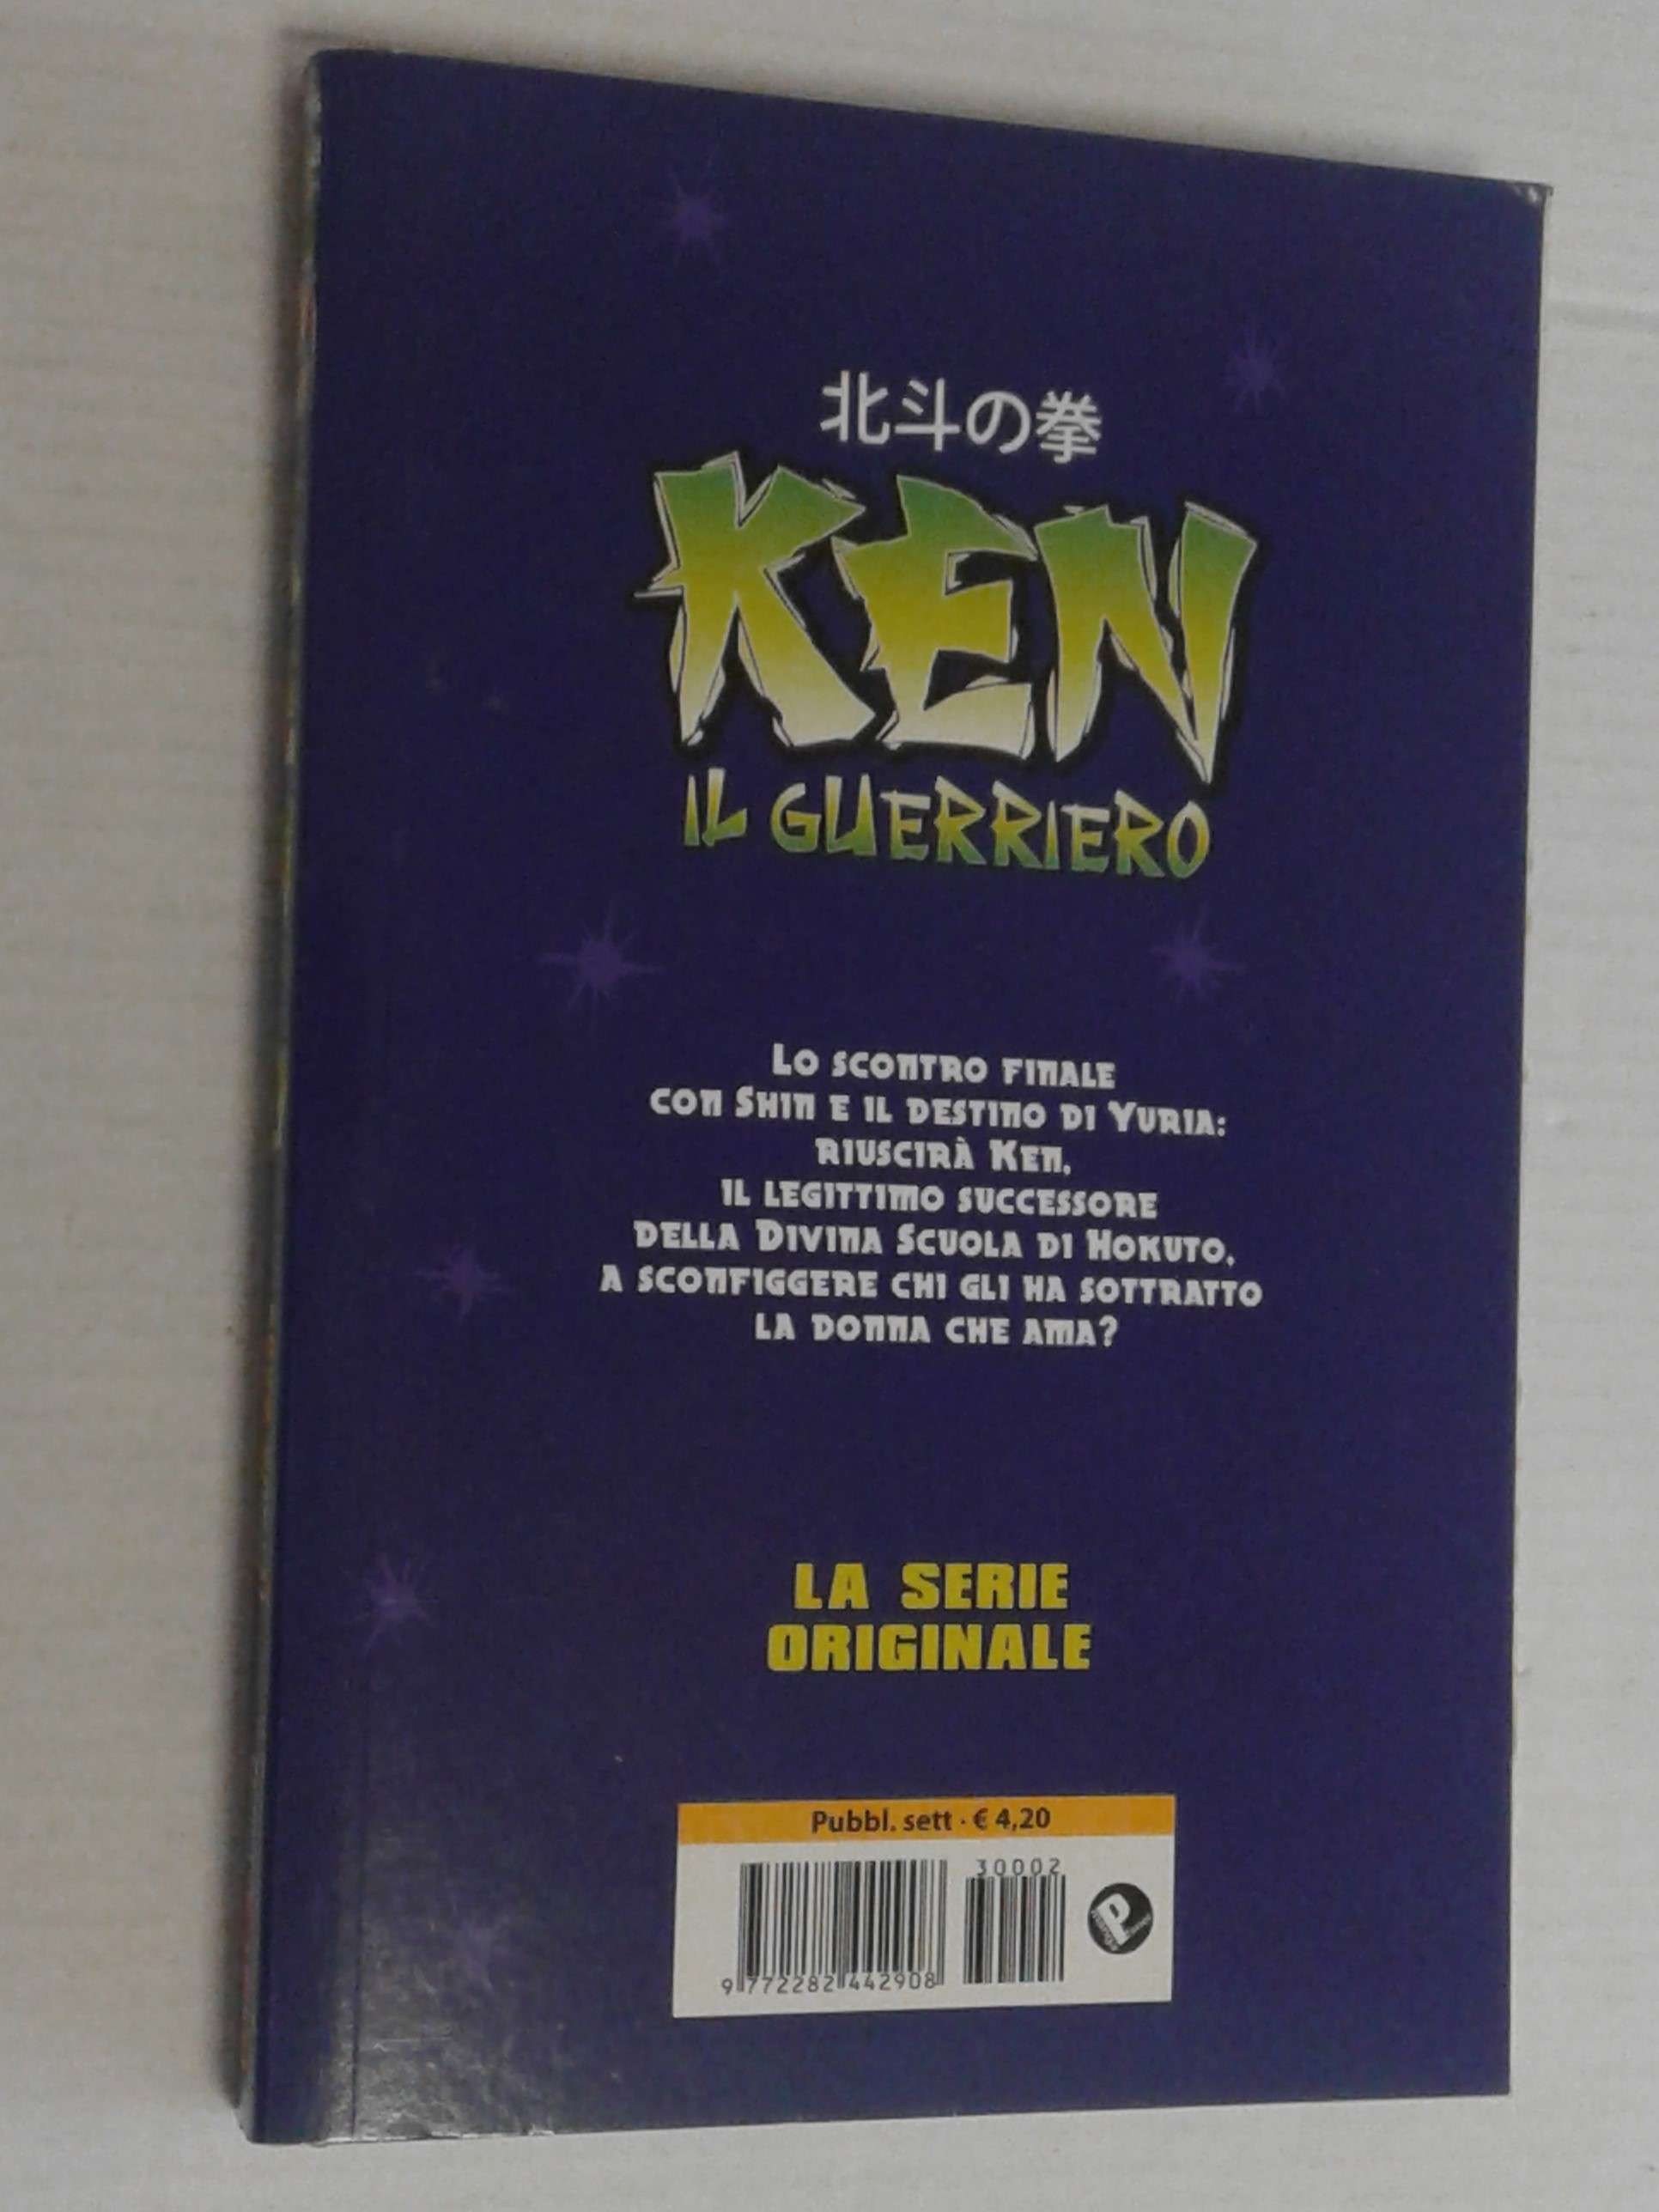 北斗の拳
KEN
IL GUERRIERO
LO SCONTRO FINALE
CON SHIN E IL DESTINO DI YURIA:
RIUSCIRÀ KEN,
IL LEGITTIMO SUCCESSORE
DELLA DIVINA SCUOLA DI HOKUTO,
A SCONFIGGERE CHI GLI HA SOTTRATTO
LA DONNA CHE AMA?
LA SERIE
ORIGINALE
Pubbl. sett · € 4,20
30002
9 772282 442908
P